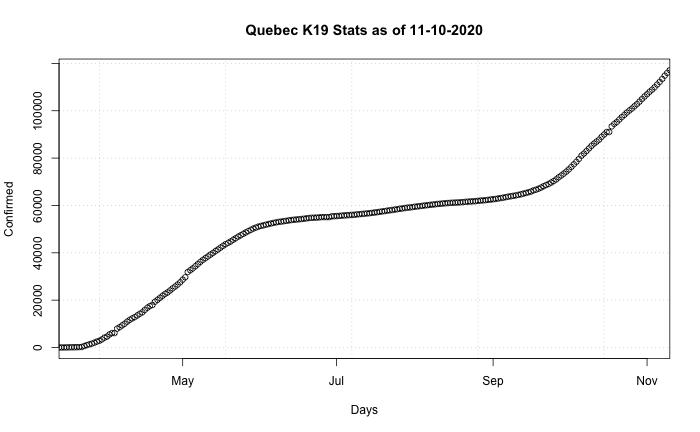 Quebec K19 Stats as of 11-10-2020
Confirmed
100000
80000
60000
40000
20000
0
May Jul Sep Nov
Days